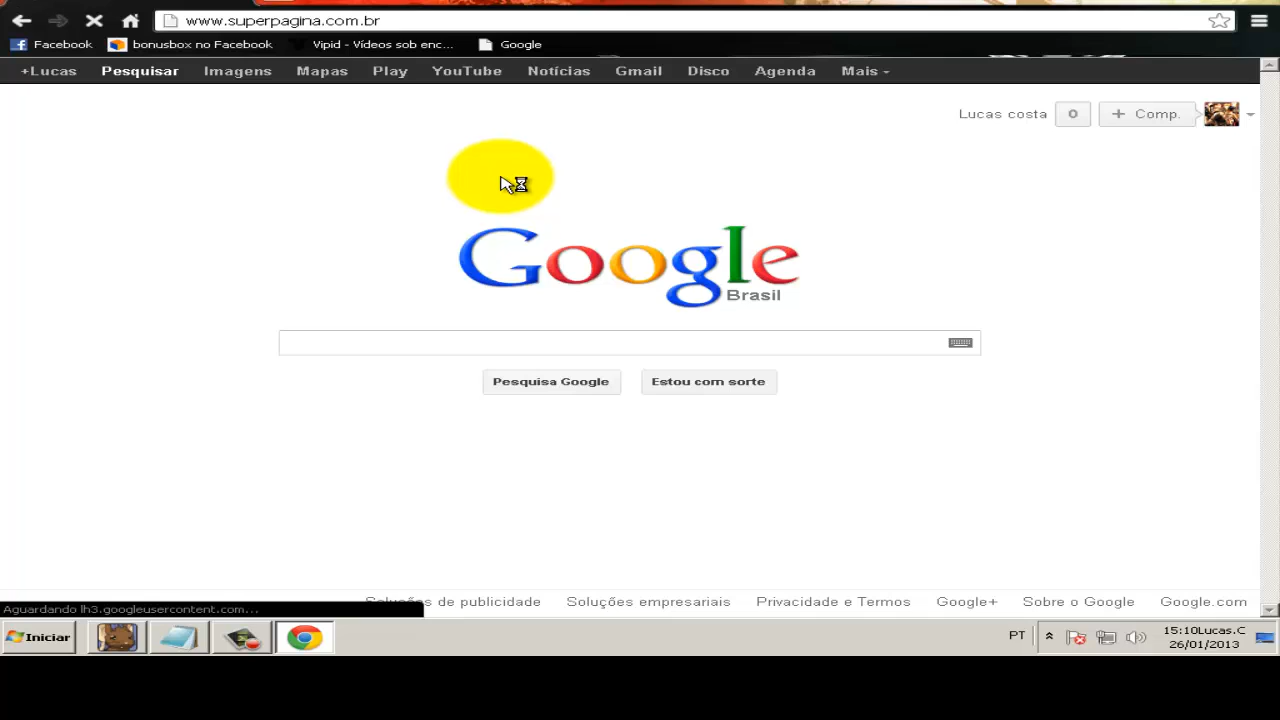 www.superpagina.com.br
Facebook bonusbox no Facebook Vipid - Vídeos sob enc... Google
+Lucas Pesquisar Imagens Mapas Play YouTube Notícias Gmail Disco Agenda Mais
Lucas costa 0 + Comp.
Google
Brasil
Pesquisa Google Estou com sorte
Soluções de publicidade Soluções empresariais Privacidade e Termos Google+ Sobre o Google Google.com
Aguardando lh3.googleusercontent.com...
Iniciar PT 15:10Lucas.C
26/01/2013